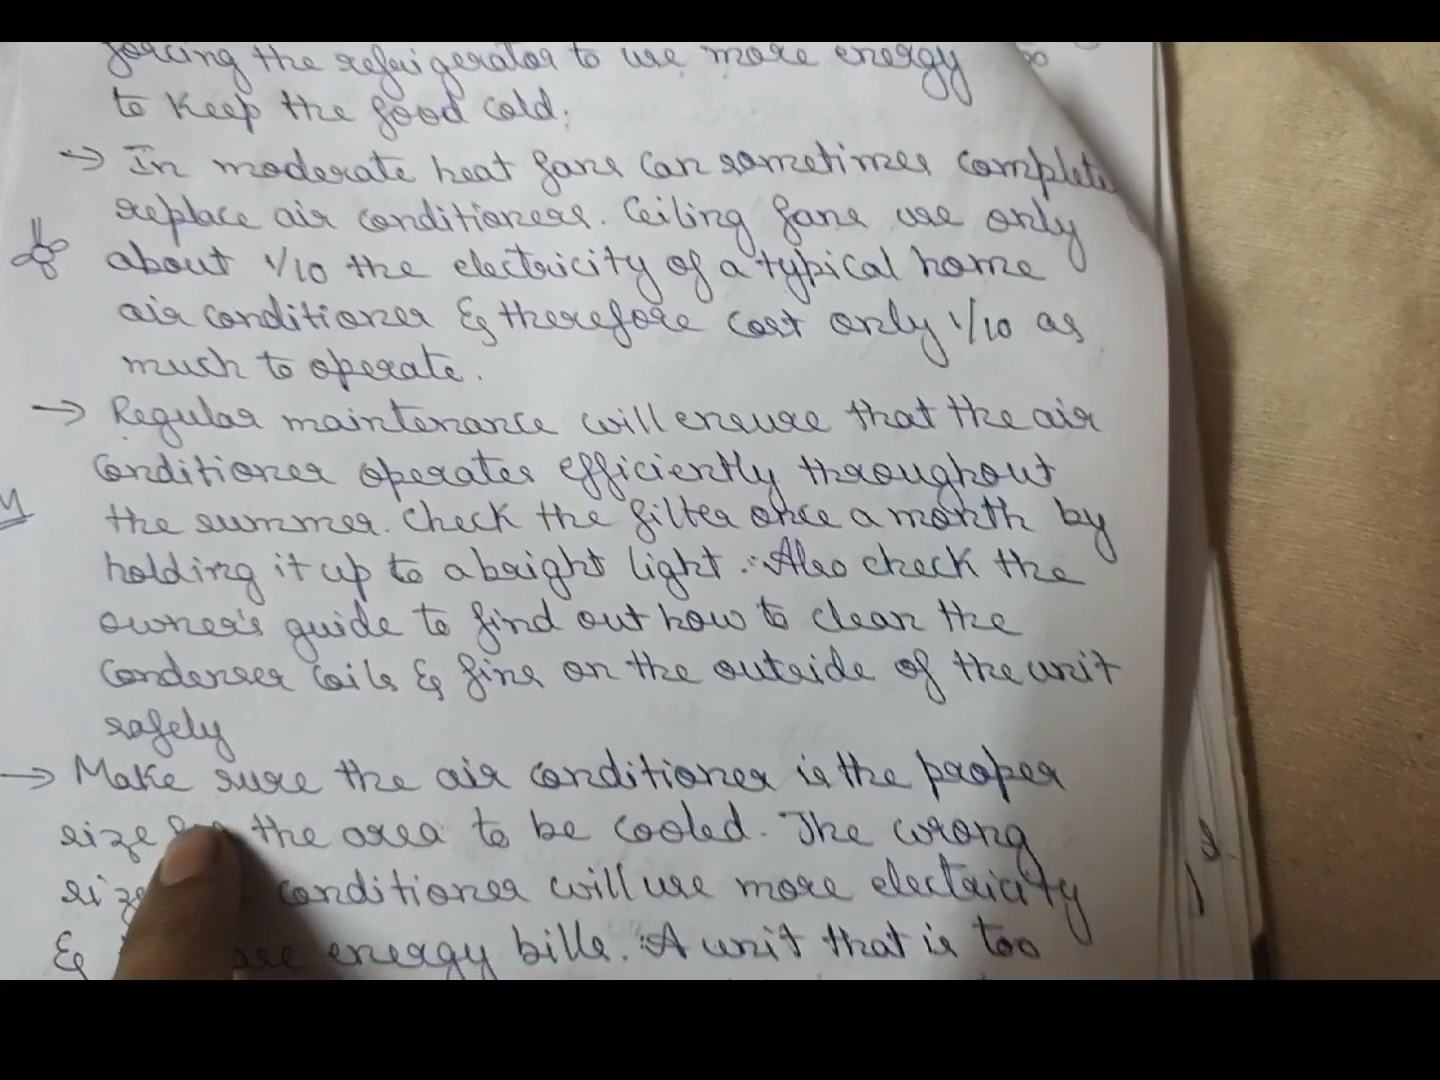 forcing the refrigerator to use more energy
to keep the food cold.
→ In moderate heat fans can sometimes complete
replace air conditioners. Ceiling fans use only
about 1/10 the electricity of a typical home
air conditioner & therefore cost only 1/10 as
much to operate.
→ Regular maintenance will ensure that the air
conditioner operates efficiently throughout
the summer. Check the filter once a month by
holding it up to a bright light. Also check the
owner's guide to find out how to clean the
condenser coils & fins on the outside of the unit
safely
→ Make sure the air conditioner is the proper
size the area to be cooled. The wrong
size conditioner will use more electricity
& energy bills. A unit that is too